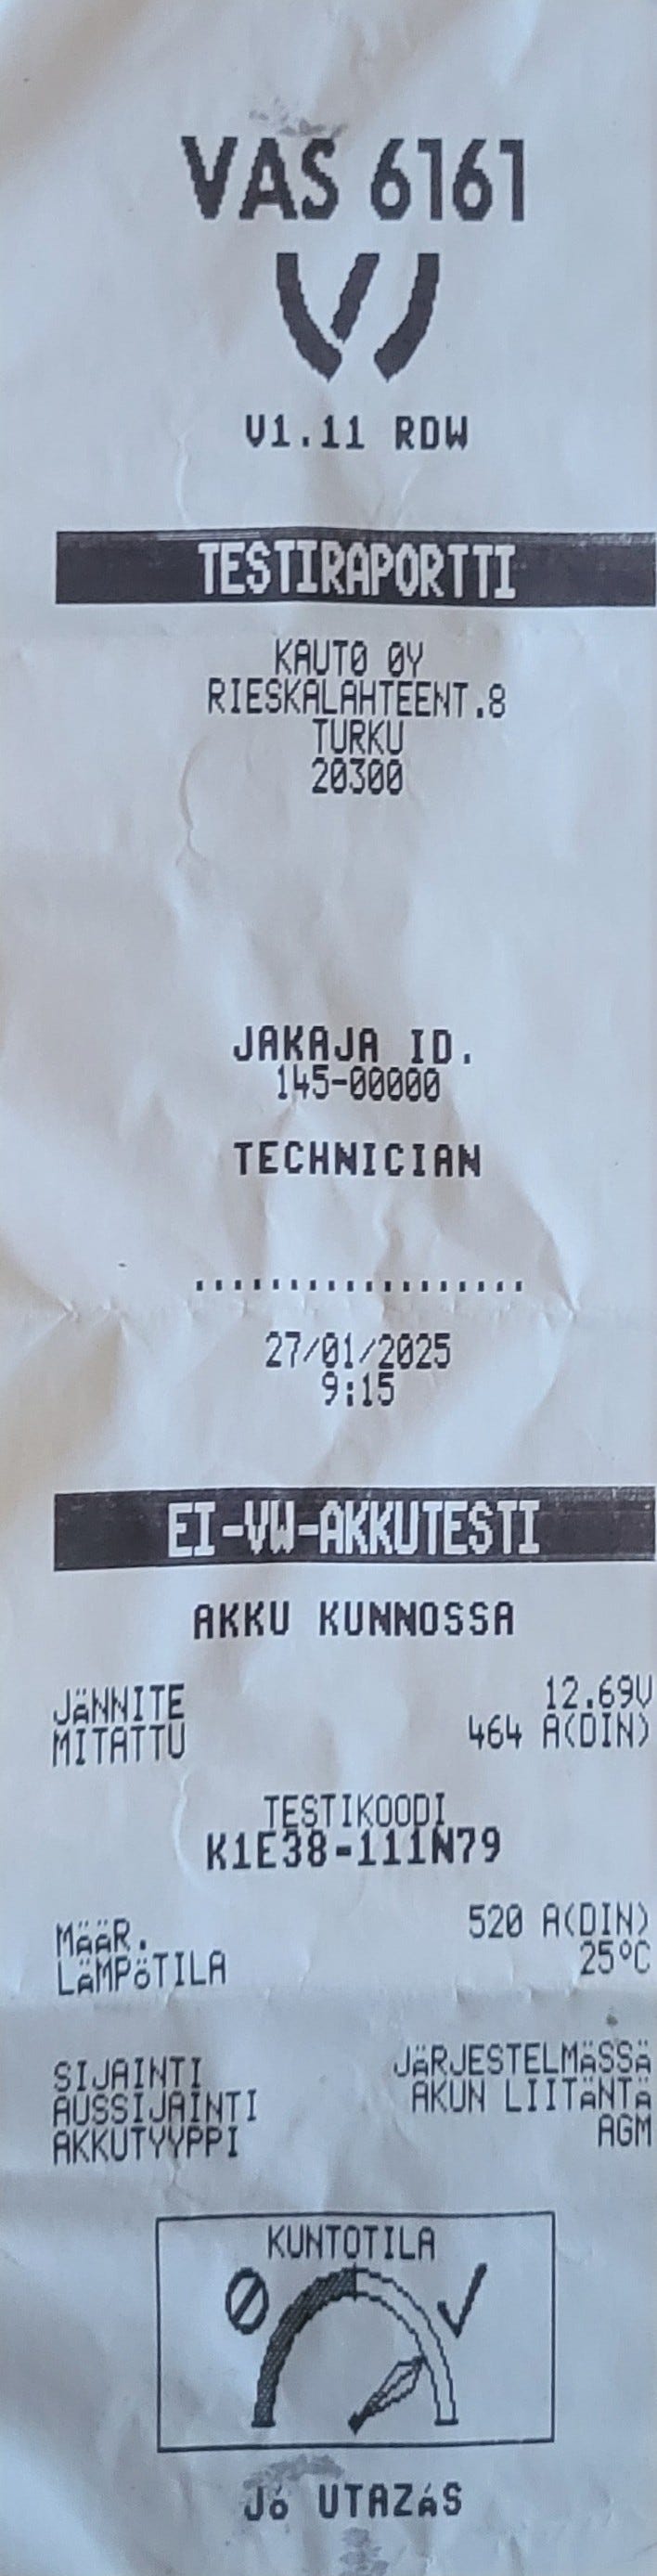 VAS 6161
V1.11 RDW
TESTIRAPORTTI
KAUTO OY
RIESKALAHTEENT.8
TURKU
20300
JAKAJA ID.
145-00000
TECHNICIAN
..................
27/01/2025
9:15
EI-VW-AKKUTESTI
AKKU KUNNOSSA
JÄNNITE 12.69V
MITATTU 464 A(DIN)
TESTIKOODI
K1E38-111N79
MÄÄR. 520 A(DIN)
LÄMPÖTILA 25°C
SIJAINTI JÄRJESTELMÄSSÄ
AUSSIJAINTI AKUN LIITÄNTÄ
AKKUTYYPPI AGM
KUNTOTILA
Jó UTAZáS